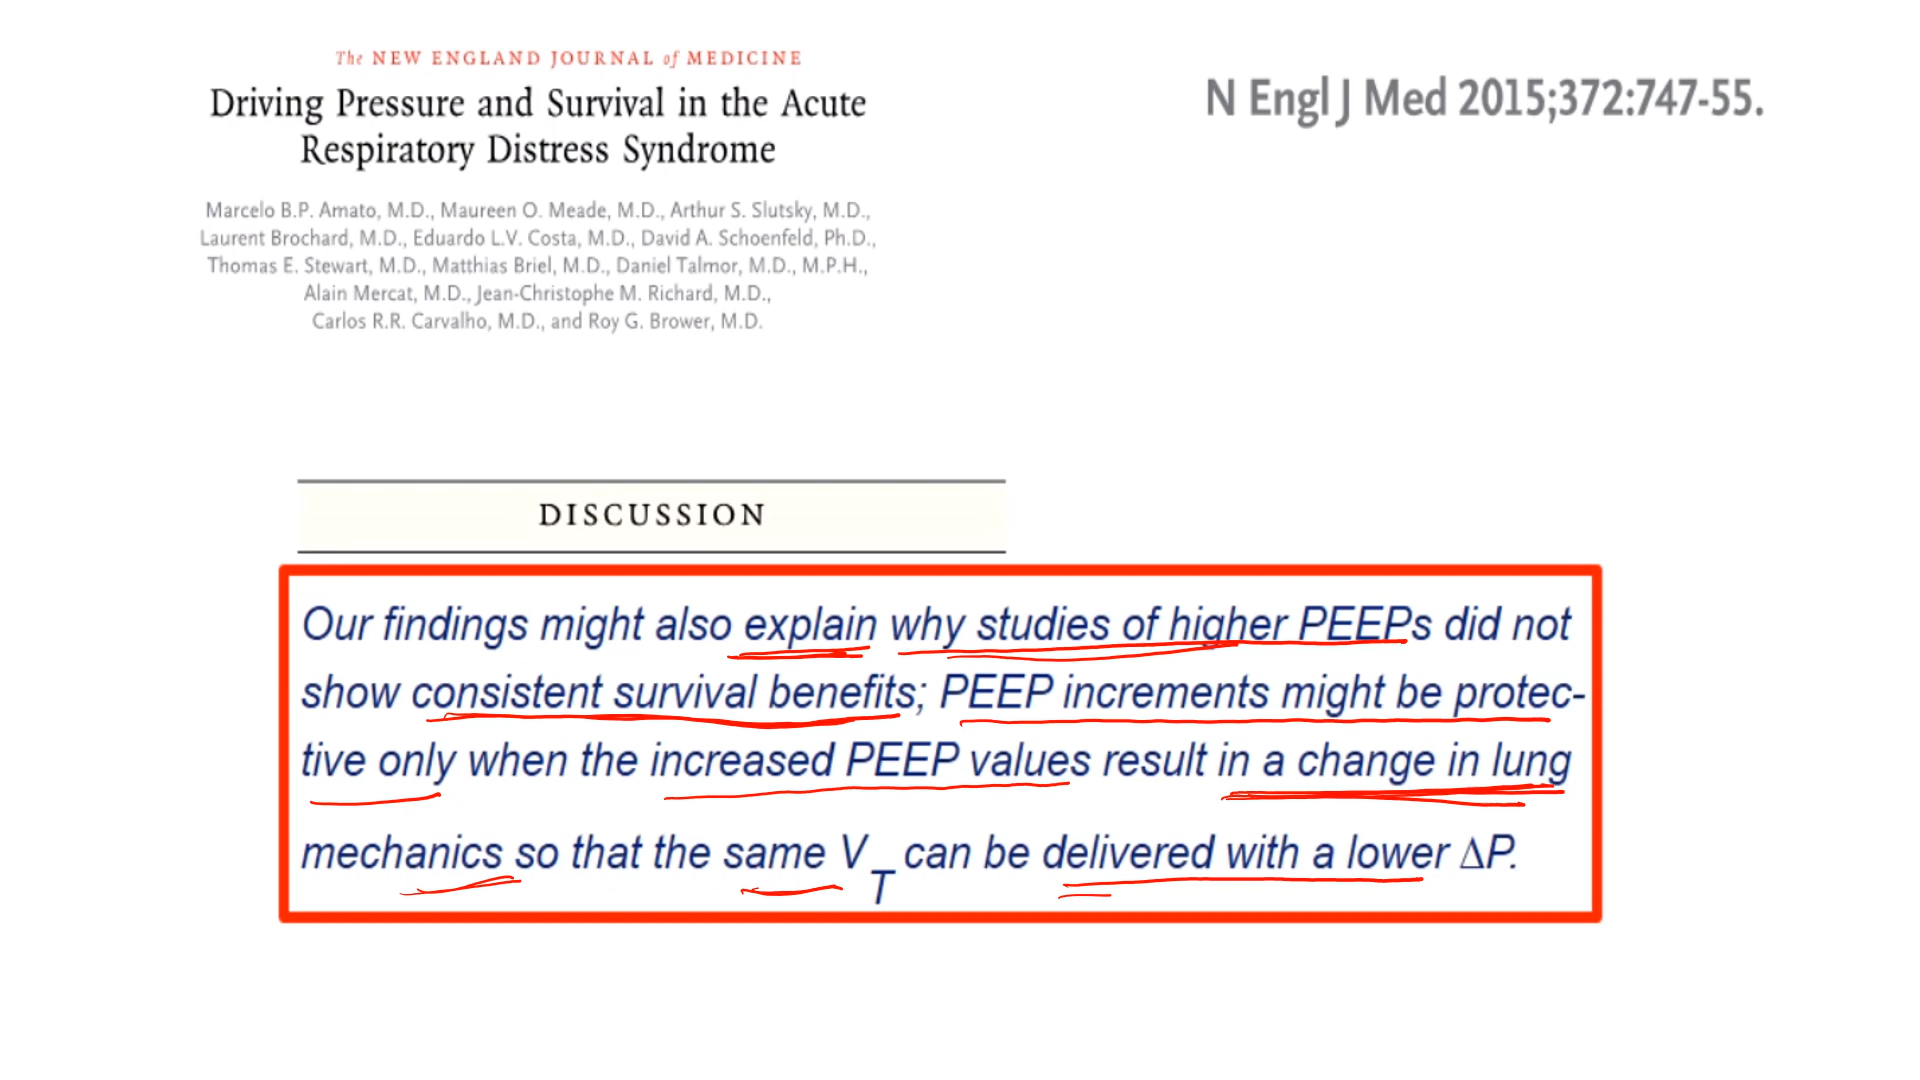 The NEW ENGLAND JOURNAL of MEDICINE
Driving Pressure and Survival in the Acute
Respiratory Distress Syndrome
N Engl J Med 2015;372:747-55.
Marcelo B.P. Amato, M.D., Maureen O. Meade, M.D., Arthur S. Slutsky, M.D.,
Laurent Brochard, M.D., Eduardo L.V. Costa, M.D., David A. Schoenfeld, Ph.D.,
Thomas E. Stewart, M.D., Matthias Briel, M.D., Daniel Talmor, M.D., M.P.H.,
Alain Mercat, M.D., Jean-Christophe M. Richard, M.D.,
Carlos R.R. Carvalho, M.D., and Roy G. Brower, M.D.
DISCUSSION
Our findings might also explain why studies of higher PEEPs did not
show consistent survival benefits; PEEP increments might be protec-
tive only when the increased PEEP values result in a change in lung
mechanics so that the same VT can be delivered with a lower ΔP.